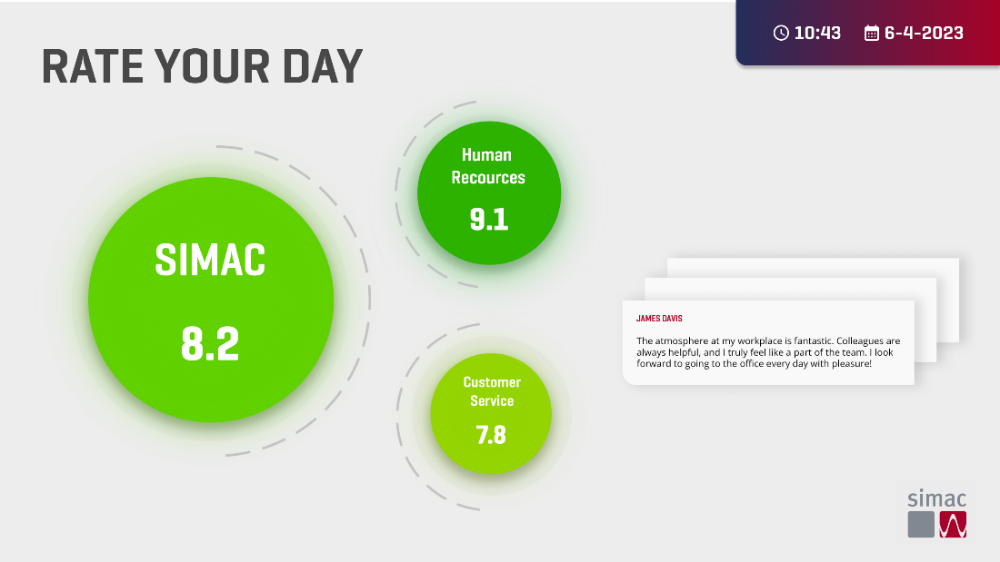 10:43 6-4-2023
RATE YOUR DAY
SIMAC
8.2
Human
Recources
9.1
Customer
Service
7.8
JAMES DAVIS
The atmosphere at my workplace is fantastic. Colleagues are
always helpful, and I truly feel like a part of the team. I look
forward to going to the office every day with pleasure!
simac